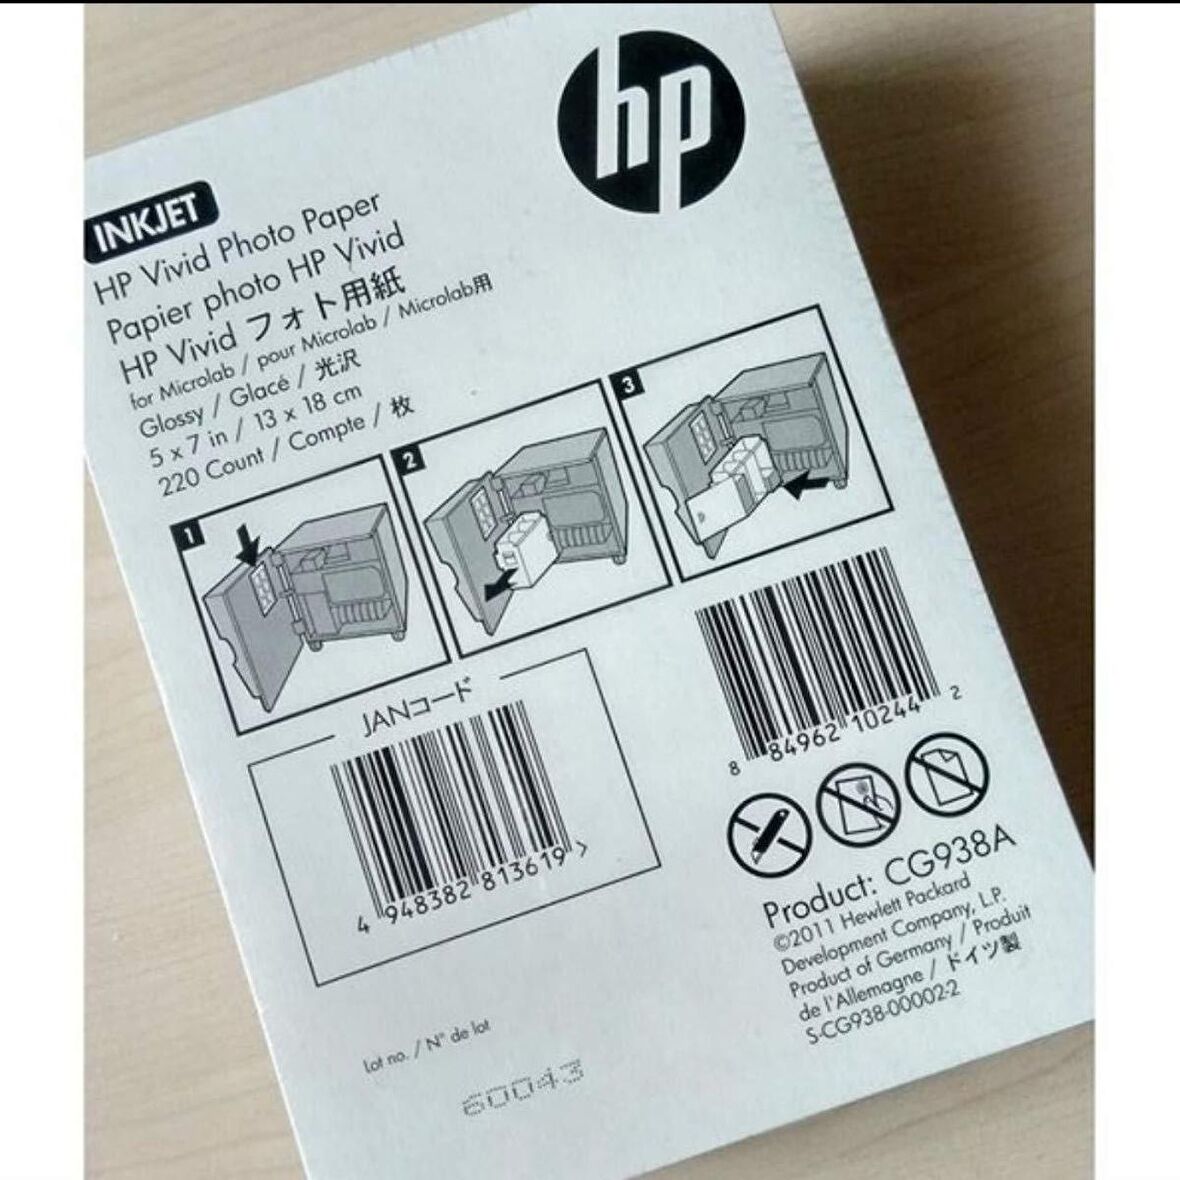 hp
INKJET
HP Vivid Photo Paper
Papier photo HP Vivid
HP Vivid フォト用紙
for Microlab / pour Microlab / Microlab用
Glossy / Glacé / 光沢
5 x 7 in / 13 x 18 cm
220 Count / Compte / 枚
1
2
3
JANコード
4 948382 813619 >
8 84962 10244 2
Product: CG938A
©2011 Hewlett Packard
Development Company, L.P.
Product of Germany / Produit
de l'Allemagne / ドイツ製
S-CG938-00002-2
Lot no. / N° de lot
60043